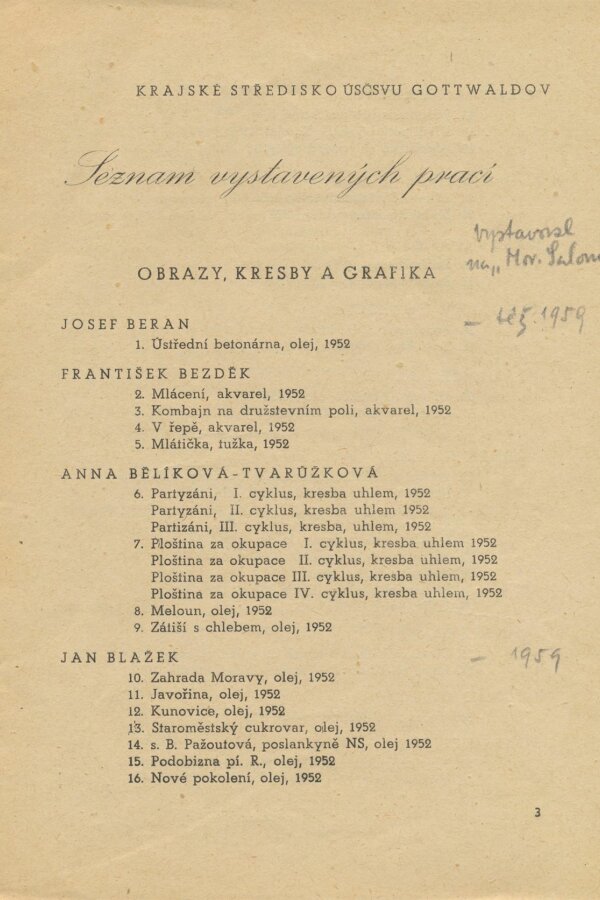 KRAJSKÉ STŘEDISKO ÚSČSVU GOTTWALDOV
Seznam vystavených prací
vystavoval
na „Mor. Salonu
OBRAZY, KRESBY A GRAFIKA
JOSEF BERAN
– též. 1959
1. Ústřední betonárna, olej, 1952
FRANTIŠEK BEZDĚK
2. Mlácení, akvarel, 1952
3. Kombajn na družstevním poli, akvarel, 1952
4. V řepě, akvarel, 1952
5. Mlátička, tužka, 1952
ANNA BĚLÍKOVÁ-TVARŮŽKOVÁ
6. Partyzáni, I. cyklus, kresba uhlem, 1952
Partyzáni, II. cyklus, kresba uhlem 1952
Partizáni, III. cyklus, kresba, uhlem, 1952
7. Ploština za okupace I. cyklus, kresba uhlem 1952
Ploština za okupace II. cyklus, kresba uhlem, 1952
Ploština za okupace III. cyklus, kresba uhlem, 1952
Ploština za okupace IV. cyklus, kresba uhlem, 1952
8. Meloun, olej, 1952
9. Zátiší s chlebem, olej, 1952
JAN BLAŽEK
– 1959
10. Zahrada Moravy, olej, 1952
11. Javořina, olej, 1952
12. Kunovice, olej, 1952
13. Staroměstský cukrovar, olej, 1952
14. s. B. Pažoutová, poslankyně NS, olej 1952
15. Podobizna pí. R., olej, 1952
16. Nové pokolení, olej, 1952
3